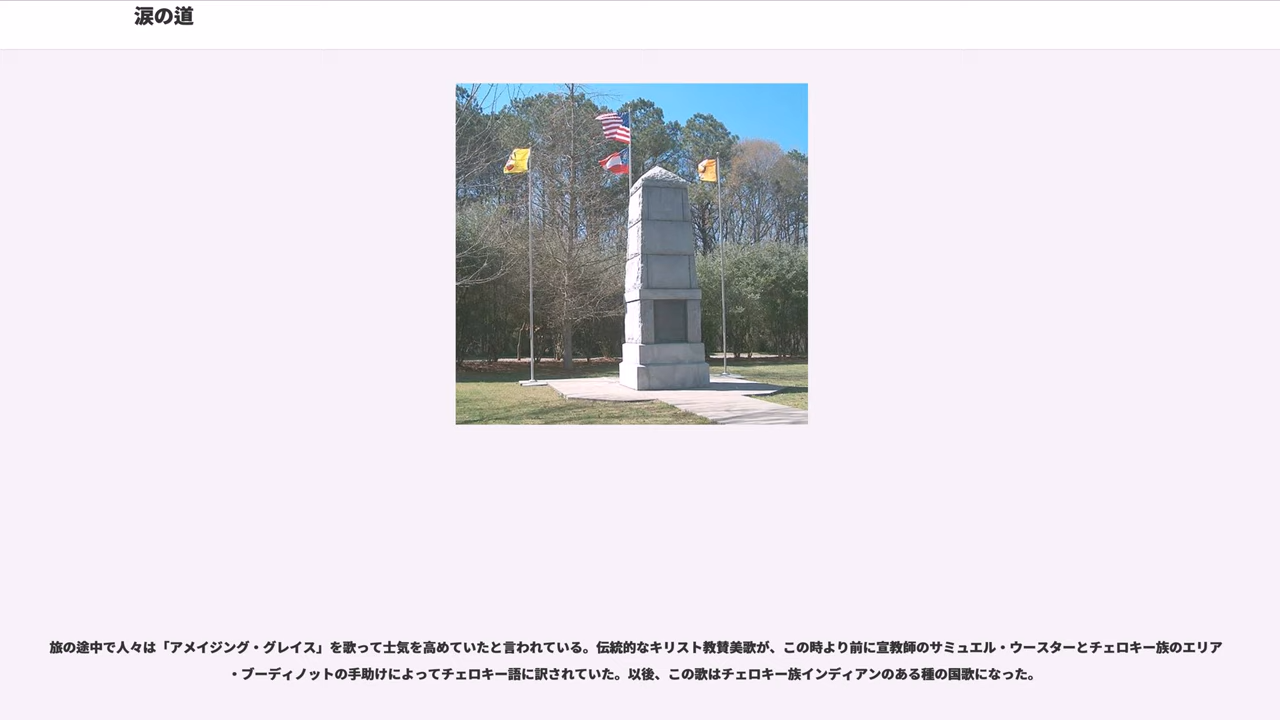 涙の道
旅の途中で人々は「アメイジング・グレイス」を歌って士気を高めていたと言われている。伝統的なキリスト教賛美歌が、この時より前に宣教師のサミュエル・ウースターとチェロキー族のエリア
・ブーディノットの手助けによってチェロキー語に訳されていた。以後、この歌はチェロキー族インディアンのある種の国歌になった。